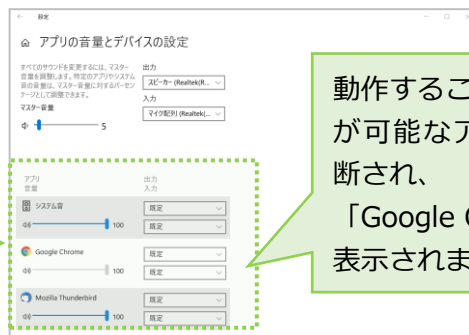 設定
アプリの音量とデバイスの設定
すべてのサウンドを変更するには、マスター
音量を調整します。特定のアプリやシステム
音の音量は、マスター音量に対するパーセン
テージとして調整できます。
マスター音量
5
出力
スピーカー (Realtek(R...
入力
マイク配列 (Realtek(...
アプリ
音量
出力
入力
システム音
既定
100
既定
Google Chrome
既定
100
既定
Mozilla Thunderbird
既定
100
既定
動作するこ
が可能なア
断され、
「Google
表示されま